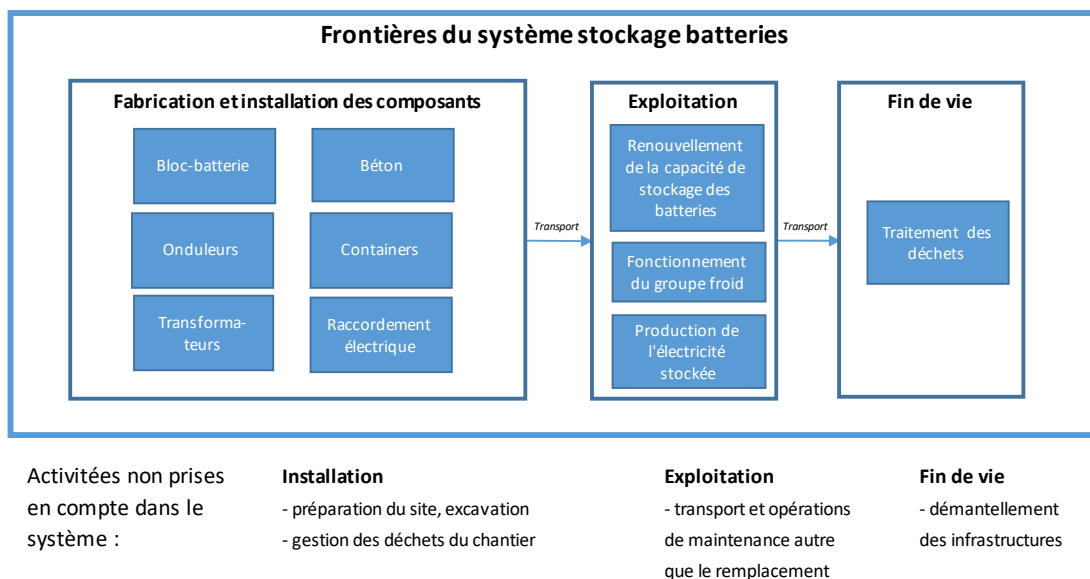 Frontières du système stockage batteries
Fabrication et installation des composants
Bloc-batterie
Béton
Onduleurs
Containers
Transforma-
teurs
Raccordement
électrique
Transport
Exploitation
Renouvellement
de la capacité de
stockage des
batteries
Fonctionnement
du groupe froid
Production de
l'électricité
stockée
Transport
Fin de vie
Traitement des
déchets
Activitées non prises
en compte dans le
système :
Installation
- préparation du site, excavation
- gestion des déchets du chantier
Exploitation
- transport et opérations
de maintenance autre
que le remplacement
Fin de vie
- démantellement
des infrastructures